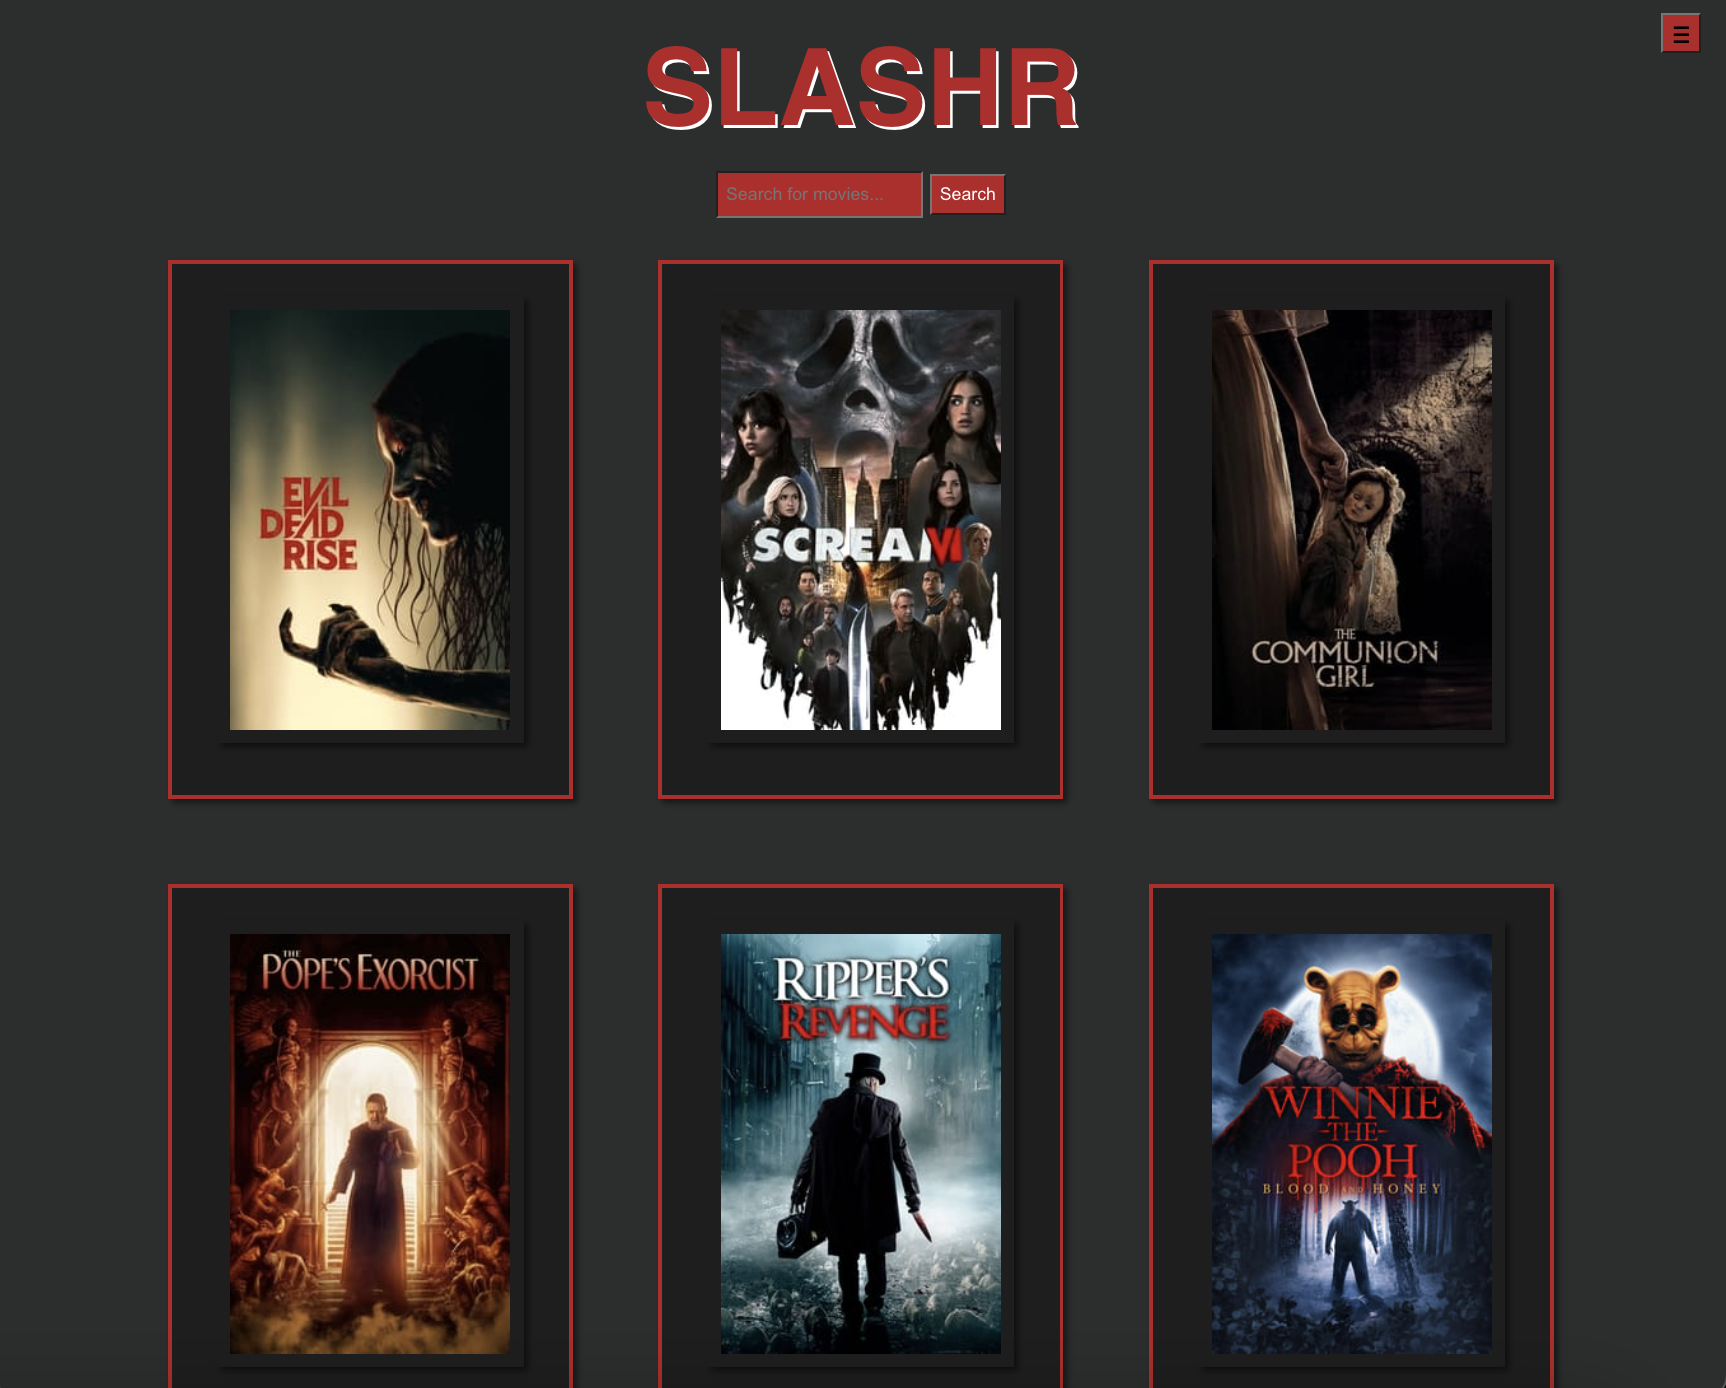 SLASHR
Search for movies...
Search
EVIL
DEAD
RISE
SCREAM VI
THE
COMMUNION
GIRL
THE
POPE'S EXORCIST
RIPPER'S
REVENGE
WINNIE
-THE-
POOH
BLOOD AND HONEY